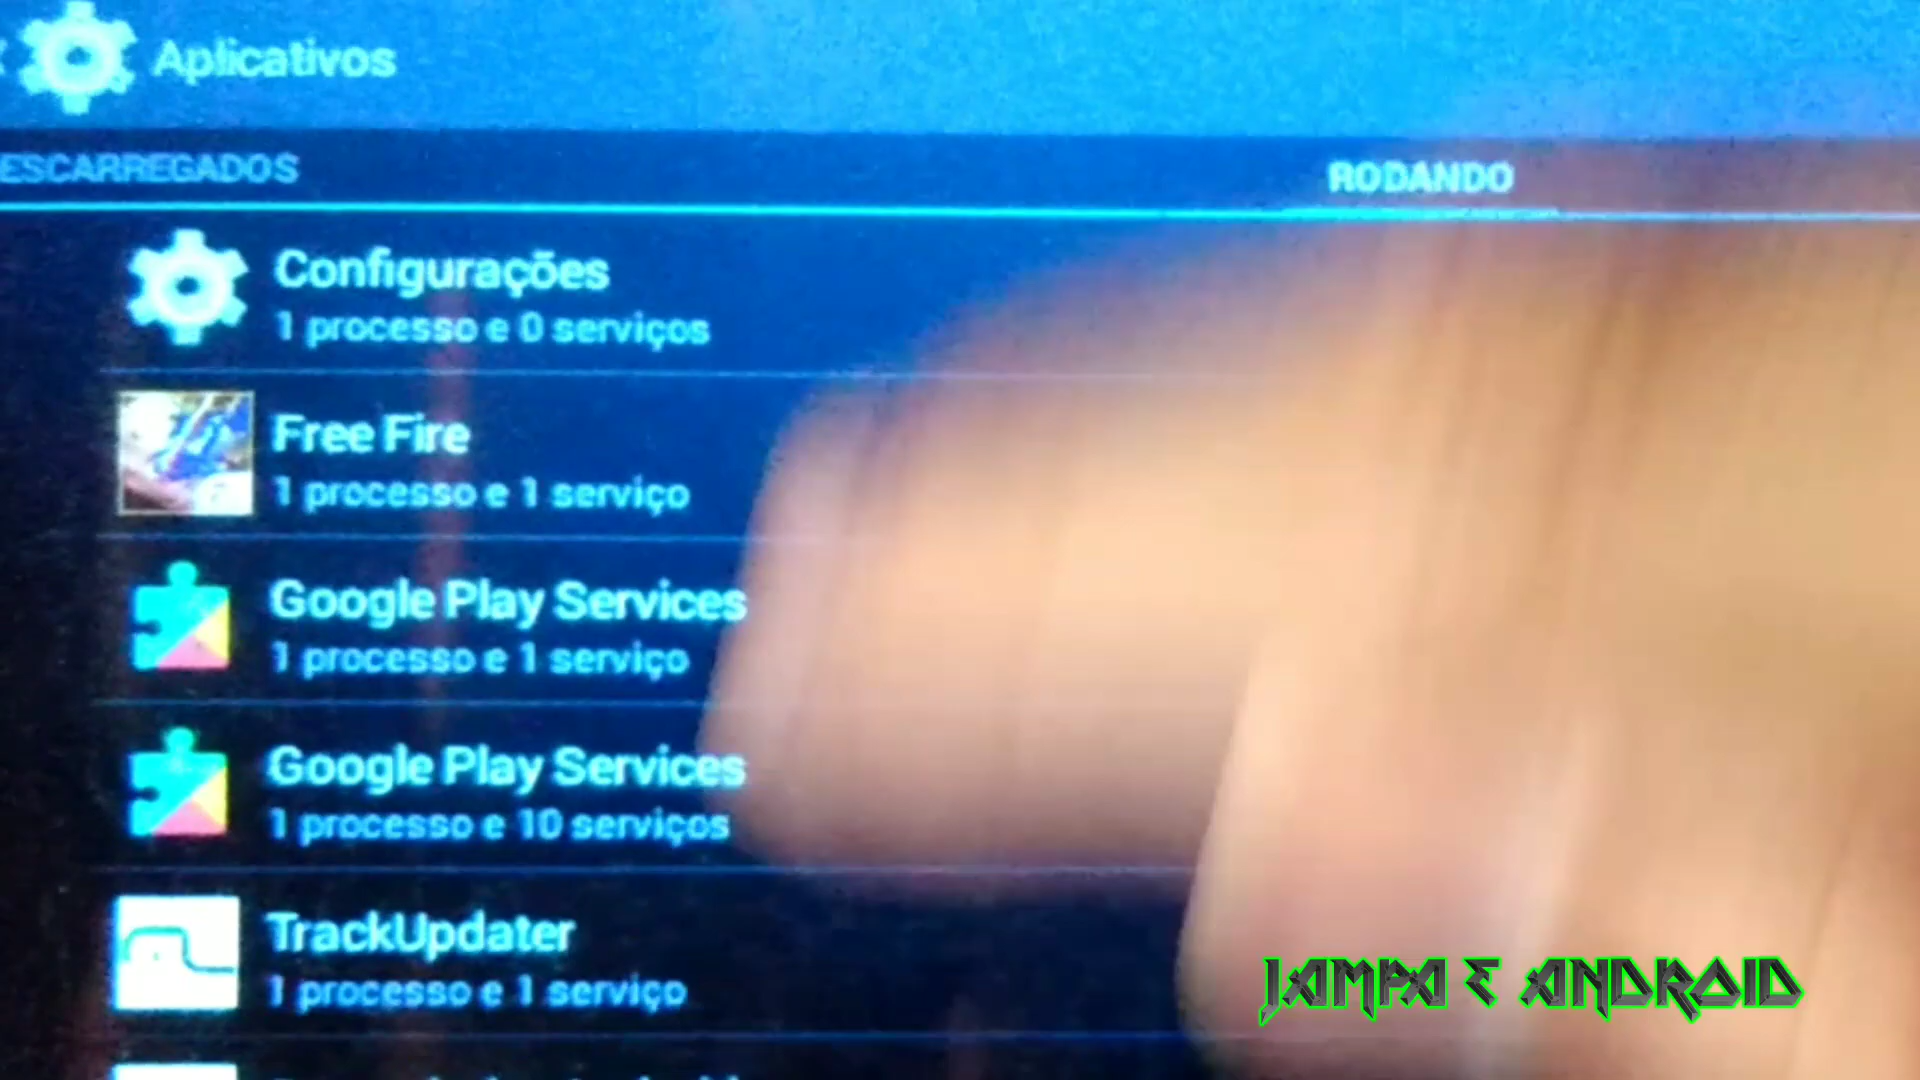 Aplicativos
ESCARREGADOS
RODANDO
Configurações
1 processo e 0 serviços
Free Fire
1 processo e 1 serviço
Google Play Services
1 processo e 1 serviço
Google Play Services
1 processo e 10 serviços
TrackUpdater
1 processo e 1 serviço
JAMPA E ANDROID